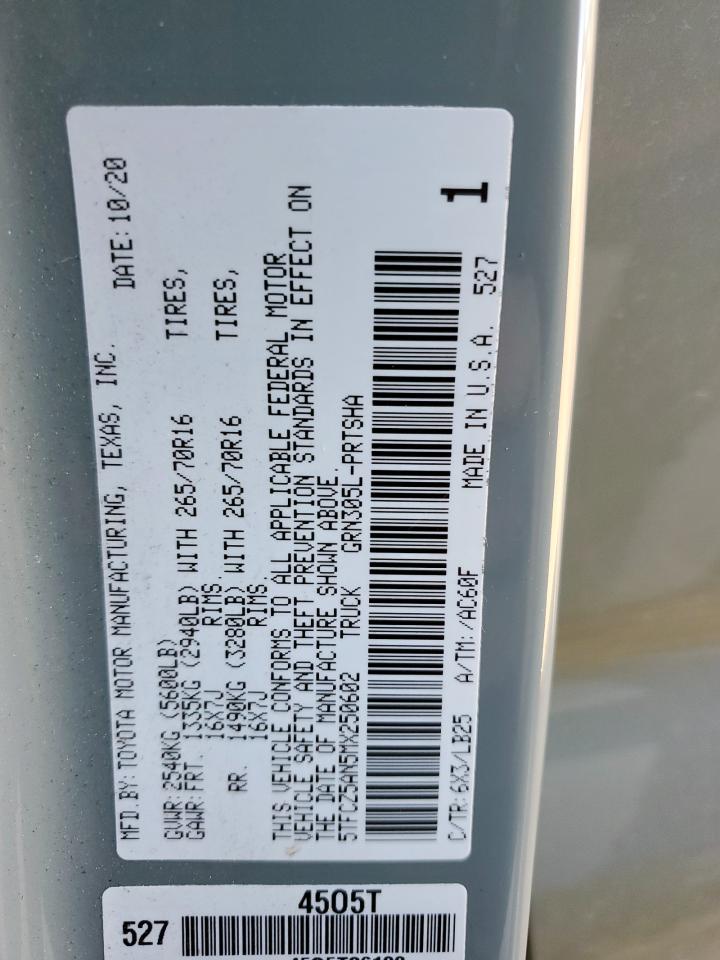 MFD.BY:TOYOTA MOTOR MANUFACTURING, TEXAS, INC. DATE:10/20
GVWR:2540KG (5600LB)
GAWR:FRT. 1335KG (2940LB) WITH 265/70R16 TIRES,
16X7J RIMS.
RR. 1490KG (3280LB) WITH 265/70R16 TIRES,
16X7J RIMS.
THIS VEHICLE CONFORMS TO ALL APPLICABLE FEDERAL MOTOR
VEHICLE SAFETY AND THEFT PREVENTION STANDARDS IN EFFECT ON
THE DATE OF MANUFACTURE SHOWN ABOVE.
5TFCZ5AN5MX250602 TRUCK GRN305L-PRTSHA
1
C/TR:6X3/LB25 A/TM:/AC60F MADE IN U.S.A. 527
4505T
527